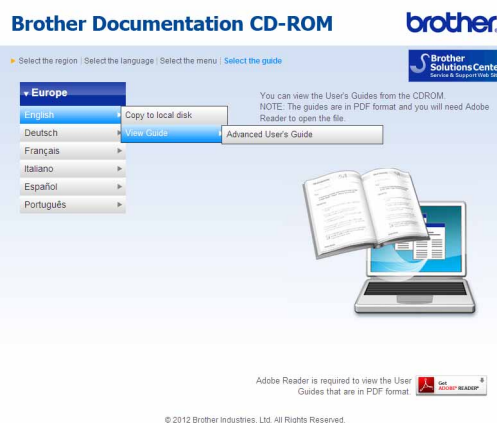 Brother Documentation CD-ROM
brother
Select the region | Select the language | Select the menu | Select the guide
Brother
Solutions Cente
Service & Support Web Sit
Europe
You can view the User's Guides from the CDROM.
NOTE: The guides are in PDF format and you will need Adobe
Reader to open the file.
English
Copy to local disk
Deutsch
View Guide
Advanced User's Guide
Français
Italiano
Español
Português
Adobe Reader is required to view the User
Guides that are in PDF format
Get
ADOBE® READER®
© 2012 Brother Industries, Ltd. All Rights Reserved.